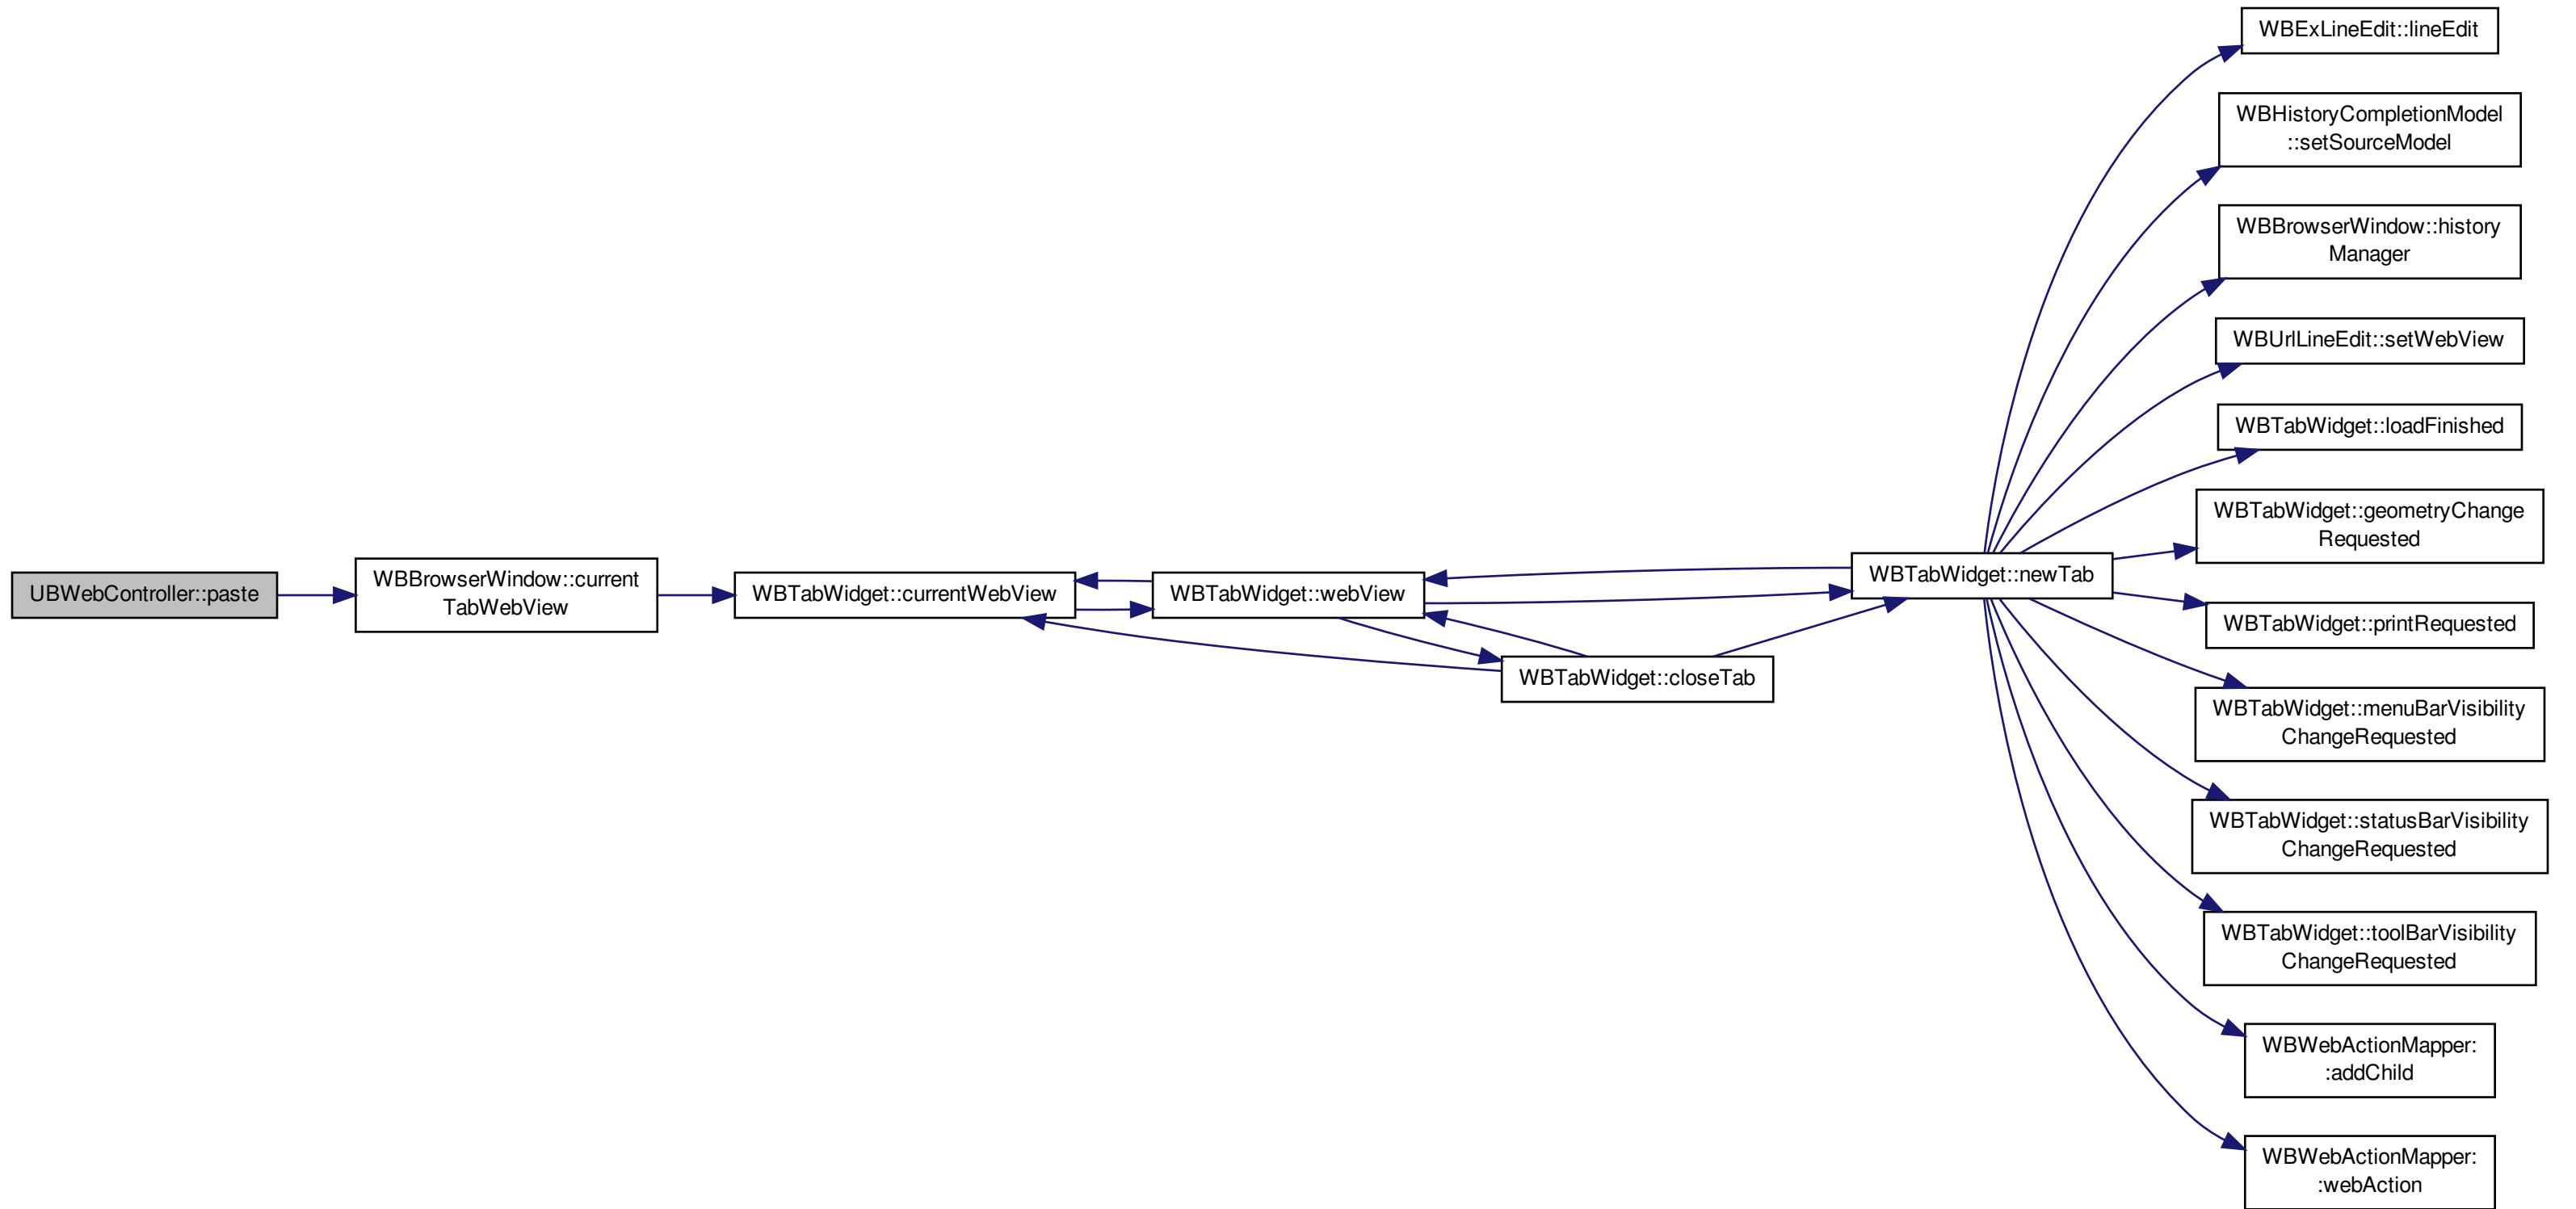 UBWebController::paste
WBBrowserWindow::current
TabWebView
WBTabWidget::currentWebView
WBTabWidget::webView
WBTabWidget::closeTab
WBTabWidget::newTab
WBExLineEdit::lineEdit
WBHistoryCompletionModel
::setSourceModel
WBBrowserWindow::history
Manager
WBUrlLineEdit::setWebView
WBTabWidget::loadFinished
WBTabWidget::geometryChange
Requested
WBTabWidget::printRequested
WBTabWidget::menuBarVisibility
ChangeRequested
WBTabWidget::statusBarVisibility
ChangeRequested
WBTabWidget::toolBarVisibility
ChangeRequested
WBWebActionMapper:
:addChild
WBWebActionMapper:
:webAction